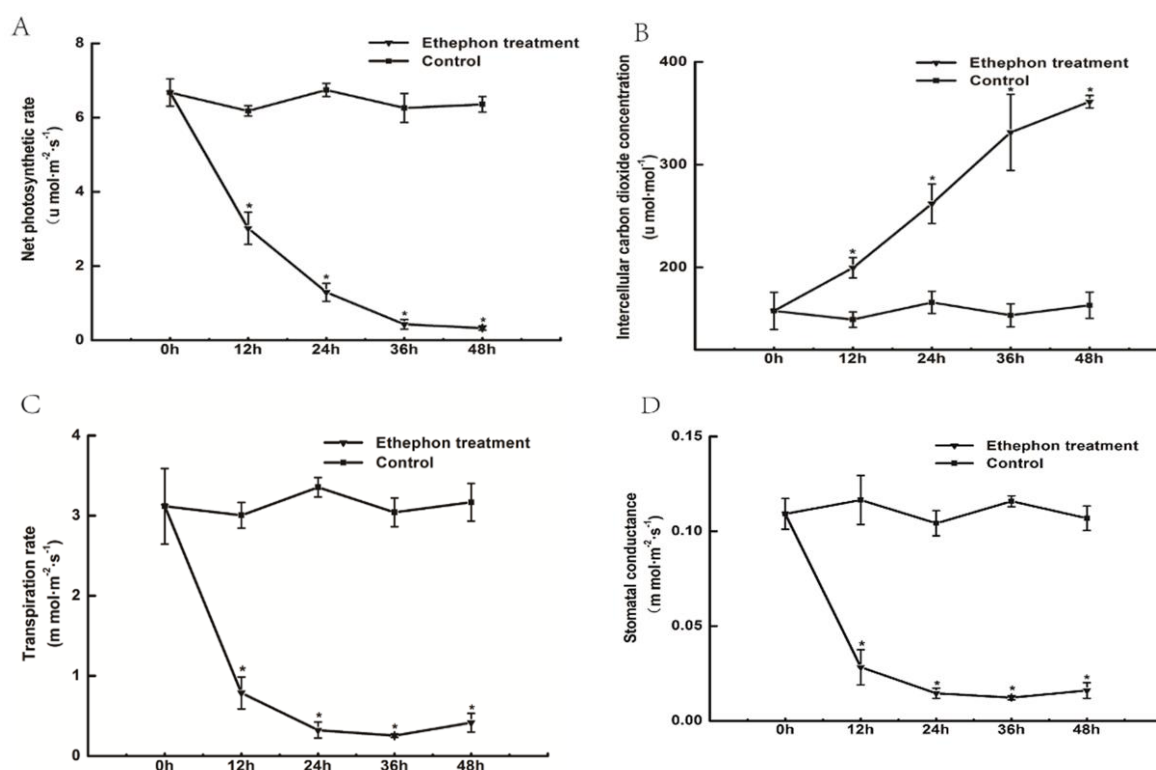 A
Ethephon treatment
Control
Net photosynthetic rate
(u mol·m-2·s-1)
8
6
4
2
0
0h 12h 24h 36h 48h
* * * *
B
Ethephon treatment
Control
Intercellular carbon dioxide concentration
(u mol·mol-1)
400
300
200
0h 12h 24h 36h 48h
* * * *
C
Ethephon treatment
Control
Transpiration rate
(m mol·m-2·s-1)
4
3
2
1
0
0h 12h 24h 36h 48h
* * * *
D
Ethephon treatment
Control
Stomatal conductance
(m mol·m-2·s-1)
0.15
0.10
0.05
0.00
0h 12h 24h 36h 48h
* * * *